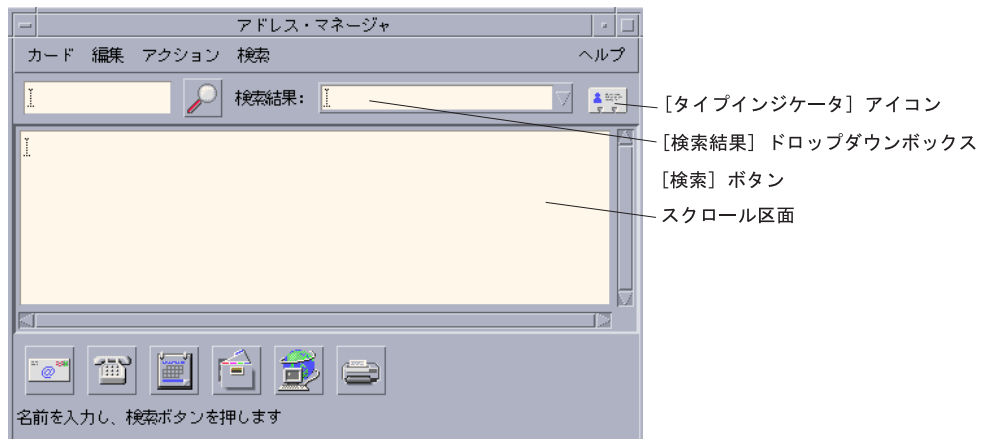 アドレス・マネージャ
カード 編集 アクション 検索 ヘルプ
検索結果:
［タイプインジケータ］アイコン
［検索結果］ドロップダウンボックス
［検索］ボタン
スクロール区画
@
名前を入力し、検索ボタンを押します